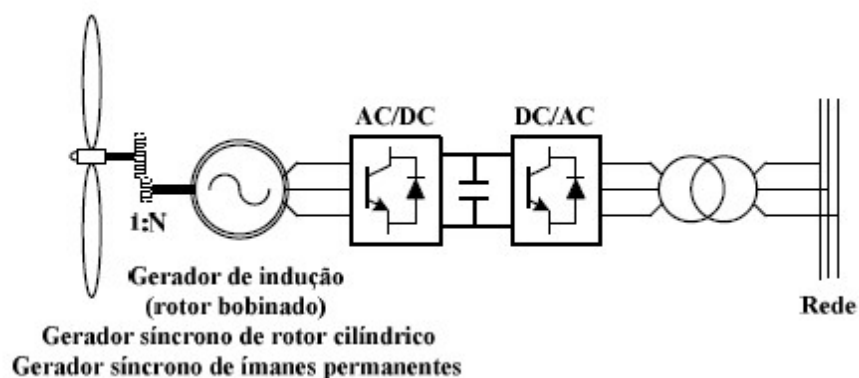 AC/DC
DC/AC
i:N
Gerador de indução
(rotor bobinado)
Gerador síncrono de rotor cilíndrico
Gerador síncrono de ímanes permanentes
Rede